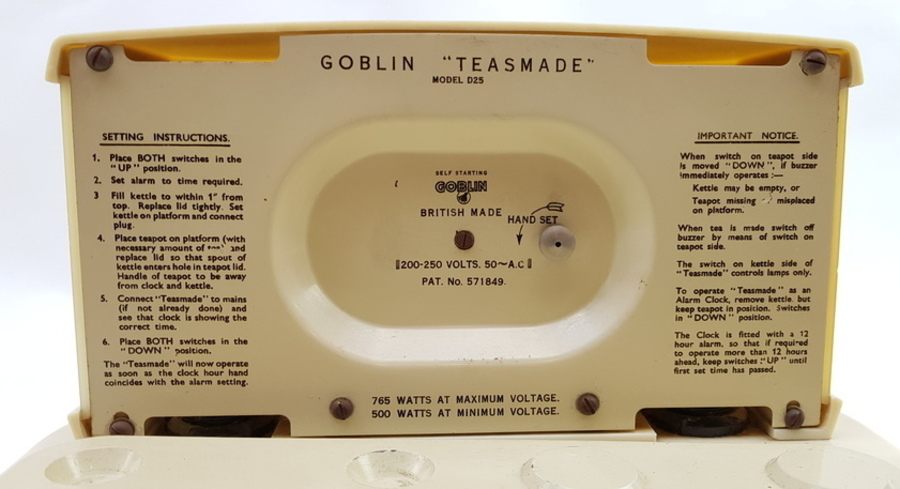 GOBLIN "TEASMADE"
MODEL D25
SETTING INSTRUCTIONS.
1. Place BOTH switches in the
"UP" position.
2. Set alarm to time required.
3 Fill kettle to within 1" from
top. Replace lid tightly. Set
kettle on platform and connect
plug.
4. Place teapot on platform (with
necessary amount of and
replace lid so that spout of
kettle enters hole in teapot lid.
Handle of teapot to be away
from clock and kettle.
5. Connect "Teasmade" to mains
(if not already done) and
see that clock is showing the
correct time.
6. Place BOTH switches in the
"DOWN" position.
The "Teasmade" will now operate
as soon as the clock hour hand
coincides with the alarm setting.
SELF STARTING
GOBLIN
BRITISH MADE
HAND SET
200-250 VOLTS. 50~A.C
PAT. No. 571849.
765 WATTS AT MAXIMUM VOLTAGE.
500 WATTS AT MINIMUM VOLTAGE.
IMPORTANT NOTICE.
When switch on teapot side
is moved "DOWN", if buzzer
immediately operates :—
Kettle may be empty, or
Teapot missing misplaced
on platform.
When tea is made switch off
buzzer by means of switch on
teapot side.
The switch on kettle side of
"Teasmade" controls lamps only.
To operate "Teasmade" as an
Alarm Clock, remove kettle. but
keep teapot in position. Switches
in "DOWN" position.
The Clock is fitted with a 12
hour alarm, so that if required
to operate more than 12 hours
ahead, keep switches "UP" until
first set time has passed.